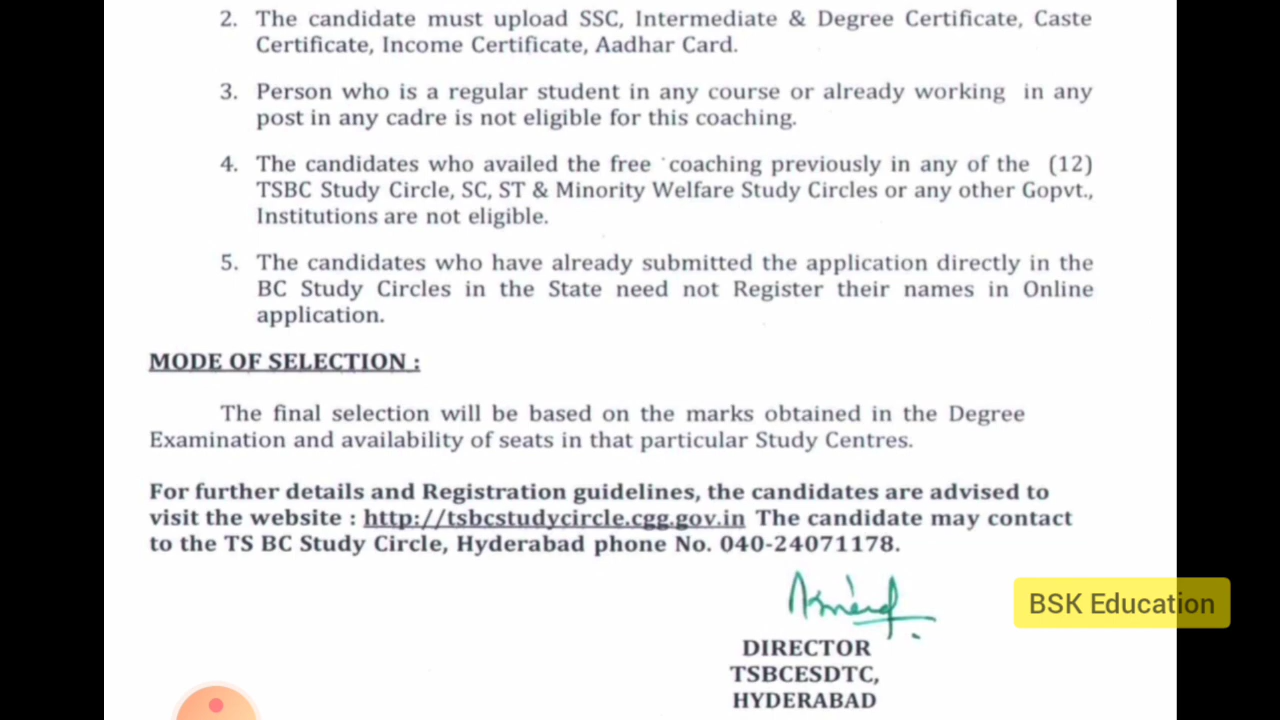 2. The candidate must upload SSC, Intermediate & Degree Certificate, Caste
Certificate, Income Certificate, Aadhar Card.
3. Person who is a regular student in any course or already working in any
post in any cadre is not eligible for this coaching.
4. The candidates who availed the free coaching previously in any of the (12)
TSBC Study Circle, SC, ST & Minority Welfare Study Circles or any other Gopvt.,
Institutions are not eligible.
5. The candidates who have already submitted the application directly in the
BC Study Circles in the State need not Register their names in Online
application.
MODE OF SELECTION :
The final selection will be based on the marks obtained in the Degree
Examination and availability of seats in that particular Study Centres.
For further details and Registration guidelines, the candidates are advised to
visit the website : http://tsbcstudycircle.cgg.gov.in The candidate may contact
to the TS BC Study Circle, Hyderabad phone No. 040-24071178.
BSK Education
DIRECTOR
TSBCESDTC,
HYDERABAD